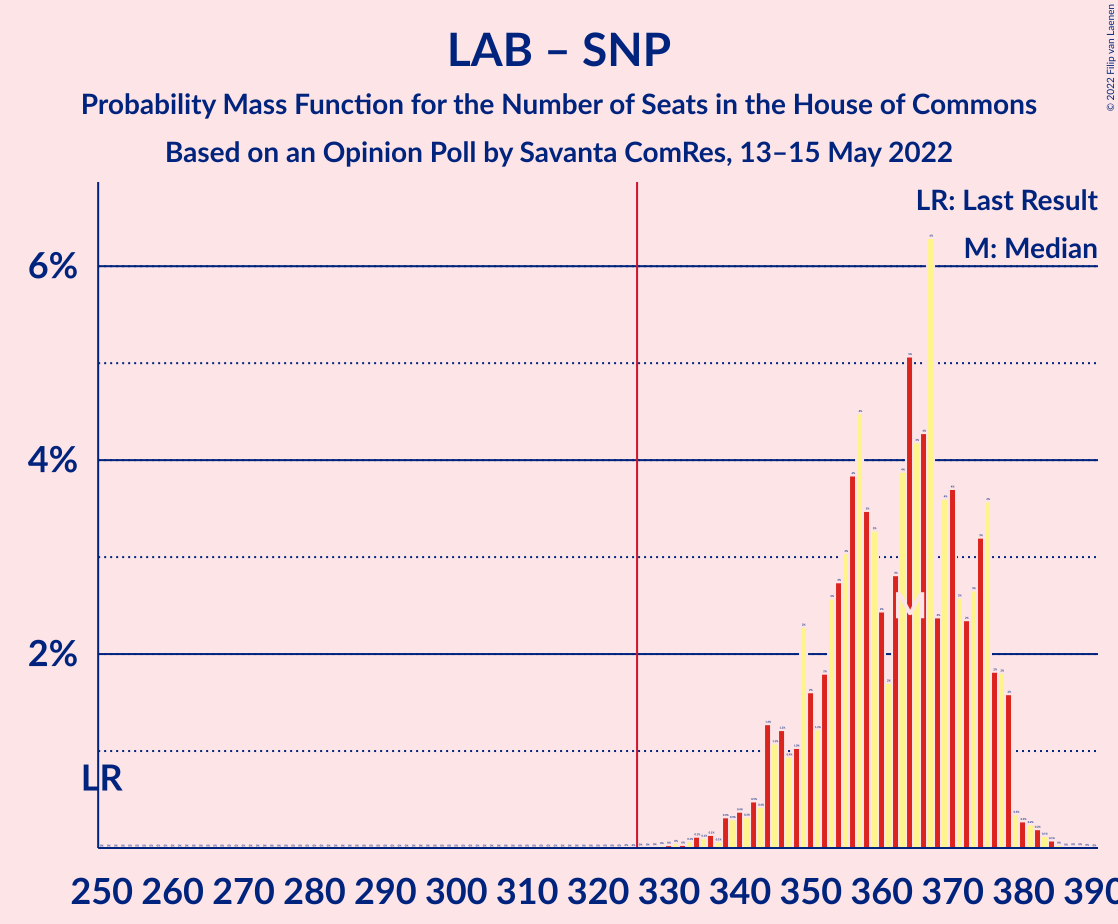 LAB – SNP
Probability Mass Function for the Number of Seats in the House of Commons
Based on an Opinion Poll by Savanta ComRes, 13–15 May 2022
© 2022 Filip van Laenen
LR: Last Result
M: Median
6%
4%
2%
LR
M
250 260 270 280 290 300 310 320 330 340 350 360 370 380 390